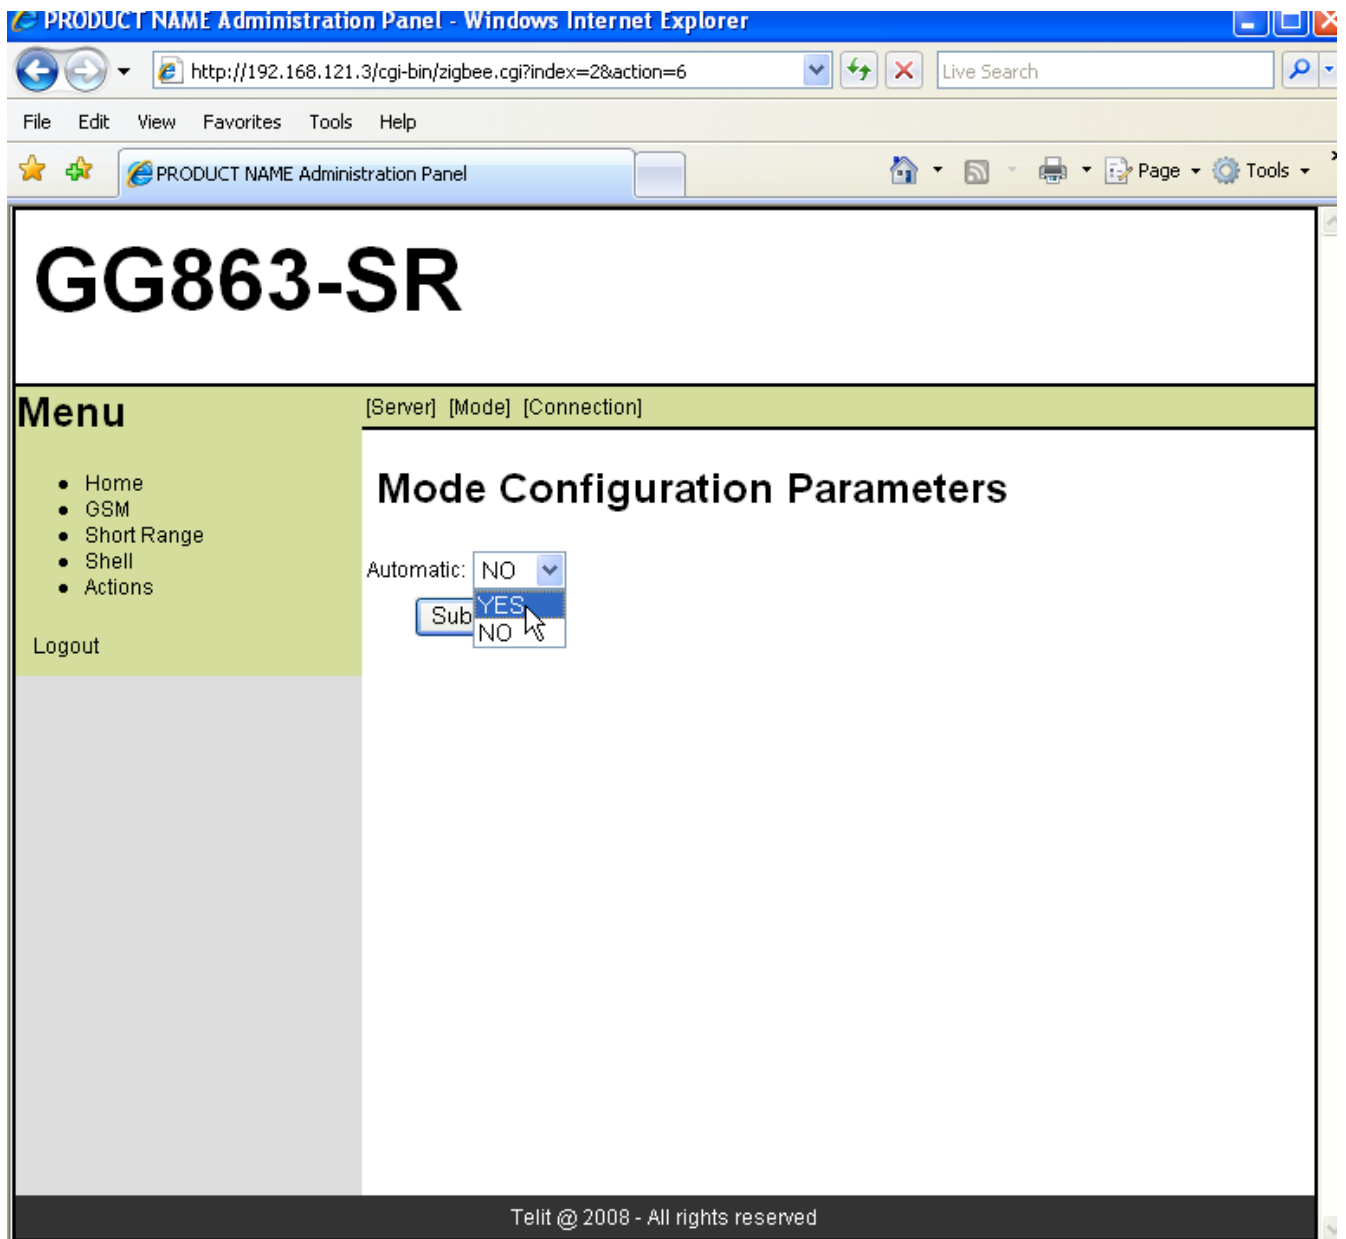 PRODUCT NAME Administration Panel - Windows Internet Explorer
http://192.168.121.3/cgi-bin/zigbee.cgi?index=2&action=6
Live Search
File Edit View Favorites Tools Help
PRODUCT NAME Administration Panel
Page Tools
GG863-SR
Menu
[Server] [Mode] [Connection]
Home
GSM
Short Range
Shell
Actions
Logout
Mode Configuration Parameters
Automatic: NO
YES
Sub
NO
Telit @ 2008 - All rights reserved